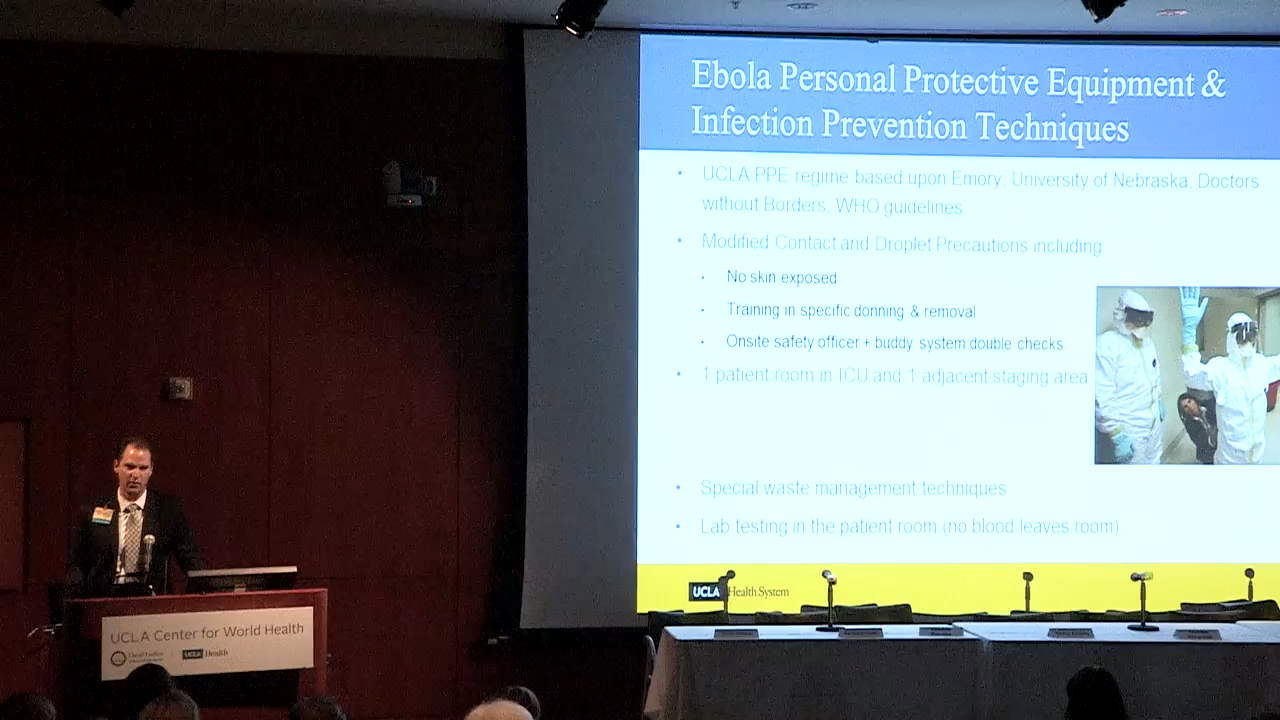 Ebola Personal Protective Equipment &
Infection Prevention Techniques
• UCLA PPE regime based upon Emory, University of Nebraska, Doctors
without Borders, WHO guidelines
• Modified Contact and Droplet Precautions including
• No skin exposed
• Training in specific donning & removal
• Onsite safety officer + buddy system double checks
• 1 patient room in ICU and 1 adjacent staging area
• Special waste management techniques
• Lab testing in the patient room (no blood leaves room)
UCLA Health System
UCLA Center for World Health
David Geffen
UCLA Health